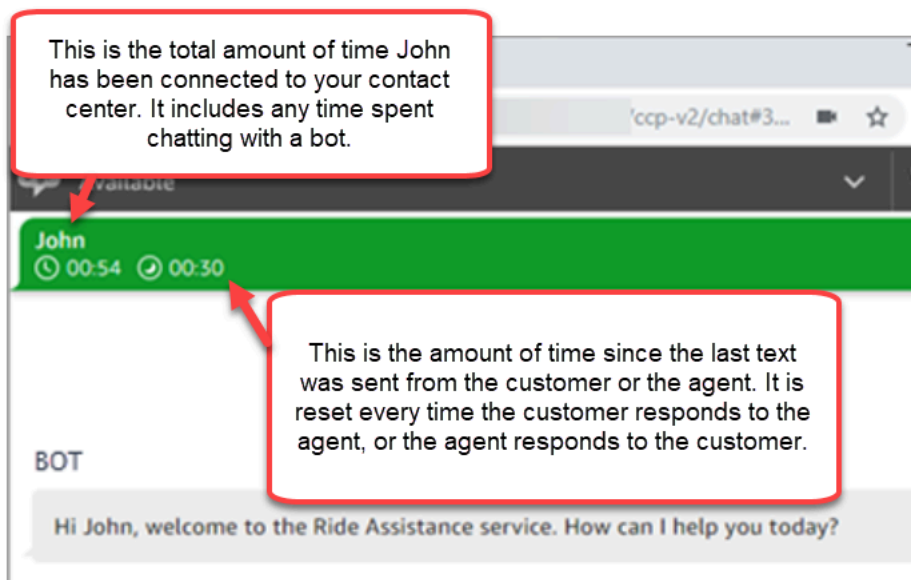 This is the total amount of time John
has been connected to your contact
center. It includes any time spent
chatting with a bot.
/ccp-v2/chat#3...
Available
John
00:54 00:30
This is the amount of time since the last text
was sent from the customer or the agent. It is
reset every time the customer responds to the
agent, or the agent responds to the customer.
BOT
Hi John, welcome to the Ride Assistance service. How can I help you today?